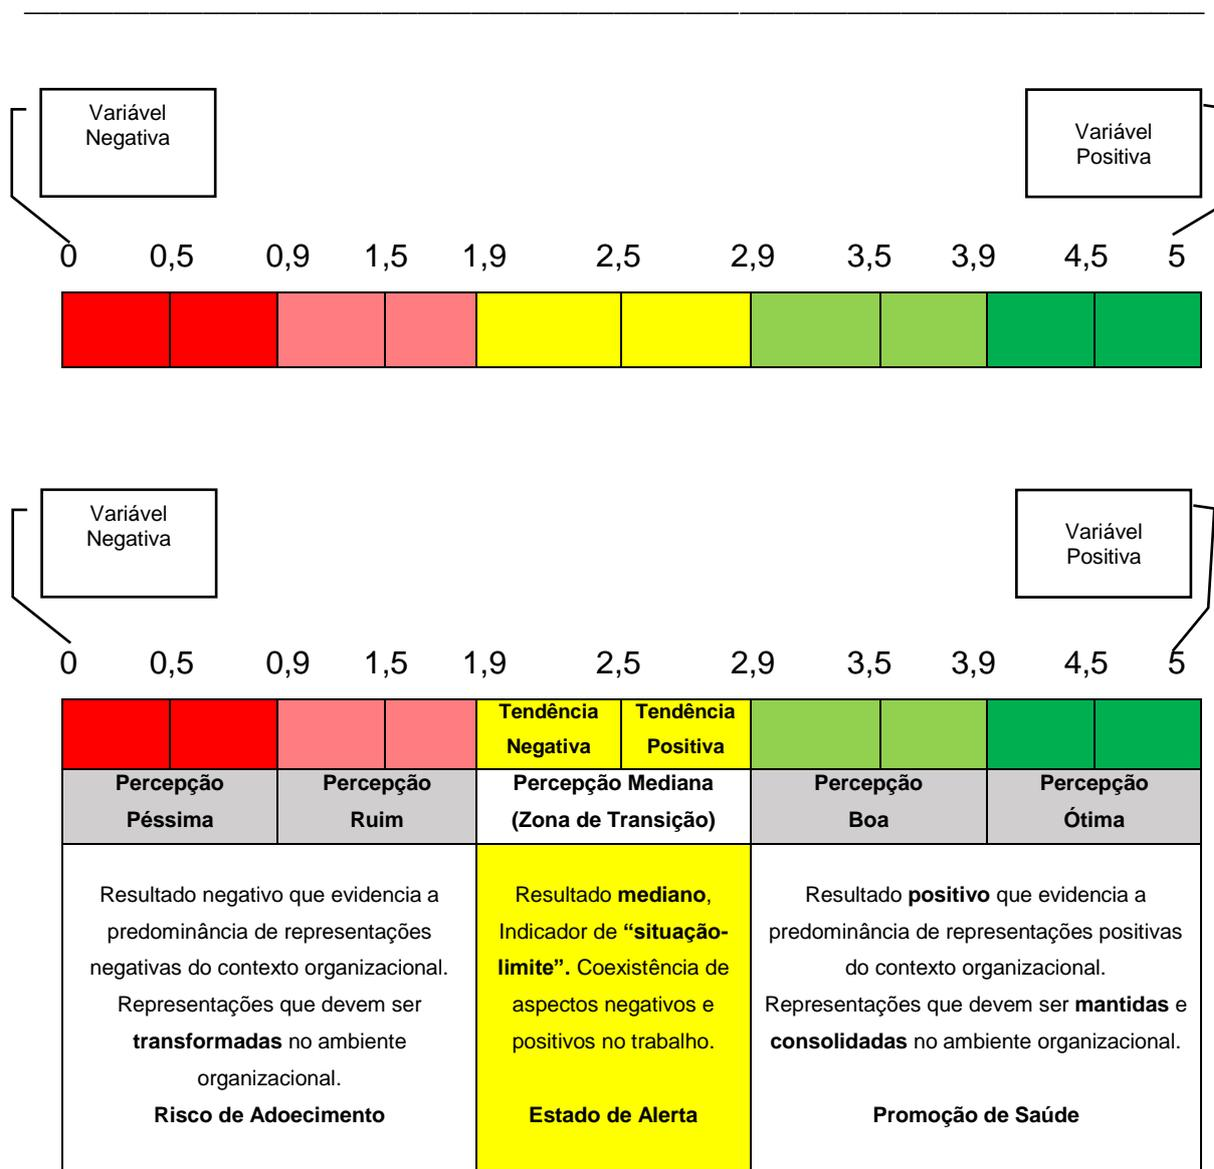 Variável
Negativa
Variável
Positiva
0 0,5 0,9 1,5 1,9 2,5 2,9 3,5 3,9 4,5 5
Variável
Negativa
Variável
Positiva
0 0,5 0,9 1,5 1,9 2,5 2,9 3,5 3,9 4,5 5
Tendência
Negativa
Tendência
Positiva
Percepção
Péssima
Percepção
Ruim
Percepção Mediana
(Zona de Transição)
Percepção
Boa
Percepção
Ótima
Resultado negativo que evidencia a
predominância de representações
negativas do contexto organizacional.
Representações que devem ser
transformadas no ambiente
organizacional.
Risco de Adoecimento
Resultado mediano,
Indicador de “situação-
limite”. Coexistência de
aspectos negativos e
positivos no trabalho.
Estado de Alerta
Resultado positivo que evidencia a
predominância de representações positivas
do contexto organizacional.
Representações que devem ser mantidas e
consolidadas no ambiente organizacional.
Promoção de Saúde